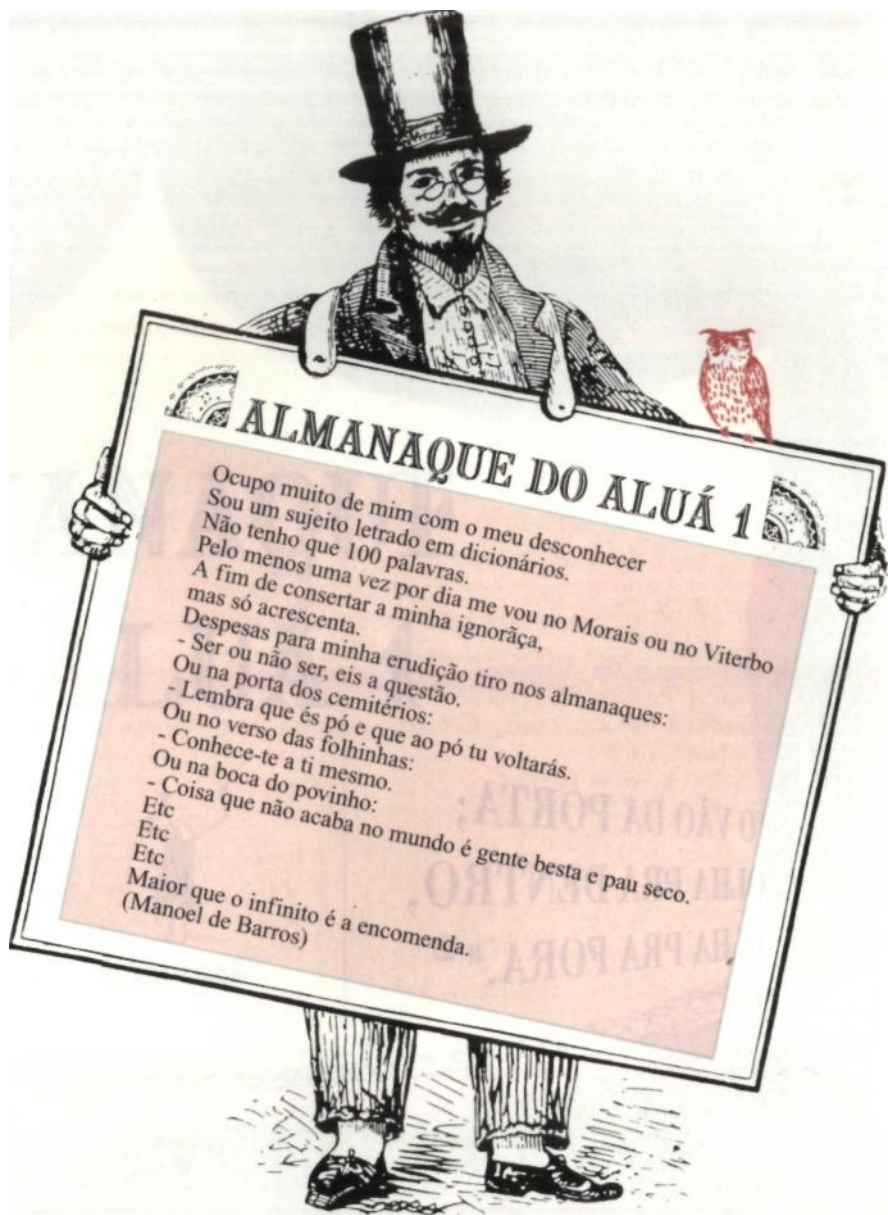 ALMANAQUE DO ALUÁ 1
Ocupo muito de mim com o meu desconhecer
Sou um sujeito letrado em dicionários.
Não tenho que 100 palavras.
Pelo menos uma vez por dia me vou no Morais ou no Viterbo
A fim de consertar a minha ignorãça,
mas só acrescenta.
Despesas para minha erudição tiro nos almanaques:
- Ser ou não ser, eis a questão.
Ou na porta dos cemitérios:
- Lembra que és pó e que ao pó tu voltarás.
Ou no verso das folhinhas:
- Conhece-te a ti mesmo.
Ou na boca do povinho:
- Coisa que não acaba no mundo é gente besta e pau seco.
Etc
Etc
Etc
Maior que o infinito é a encomenda.
(Manoel de Barros)